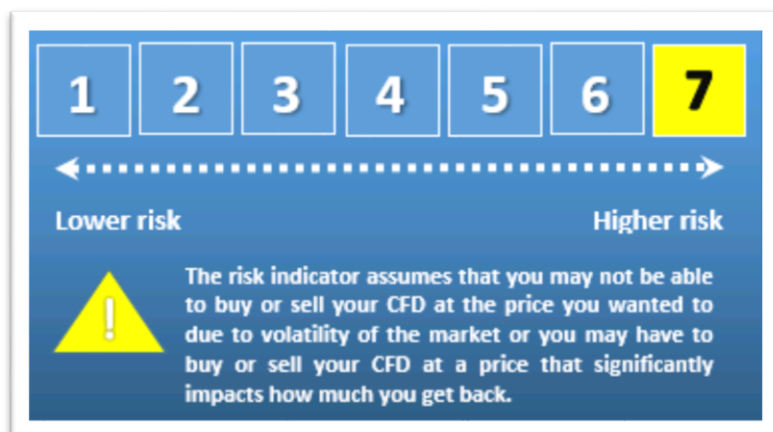 1 2 3 4 5 6 7
Lower risk Higher risk
!
The risk indicator assumes that you may not be able
to buy or sell your CFD at the price you wanted to
due to volatility of the market or you may have to
buy or sell your CFD at a price that significantly
impacts how much you get back.